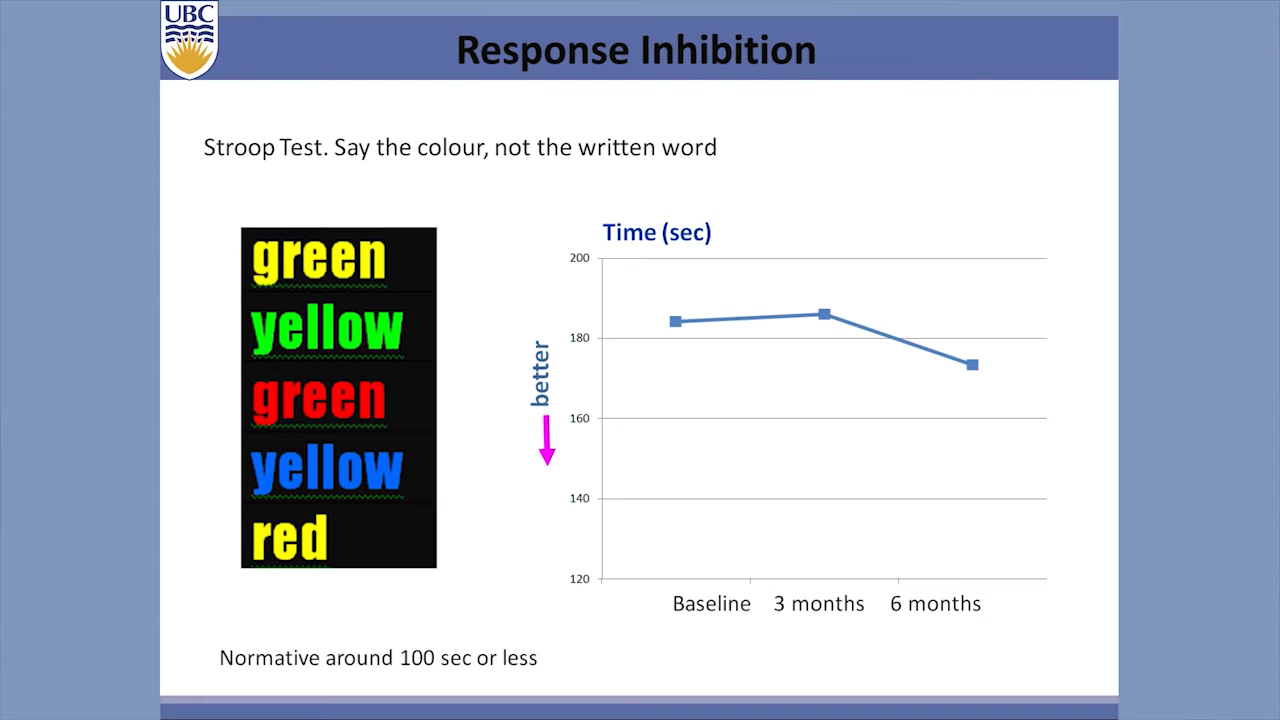 UBC
Response Inhibition
Stroop Test. Say the colour, not the written word
green
yellow
green
yellow
red
Time (sec)
200
180
160
140
120
better
Baseline 3 months 6 months
Normative around 100 sec or less